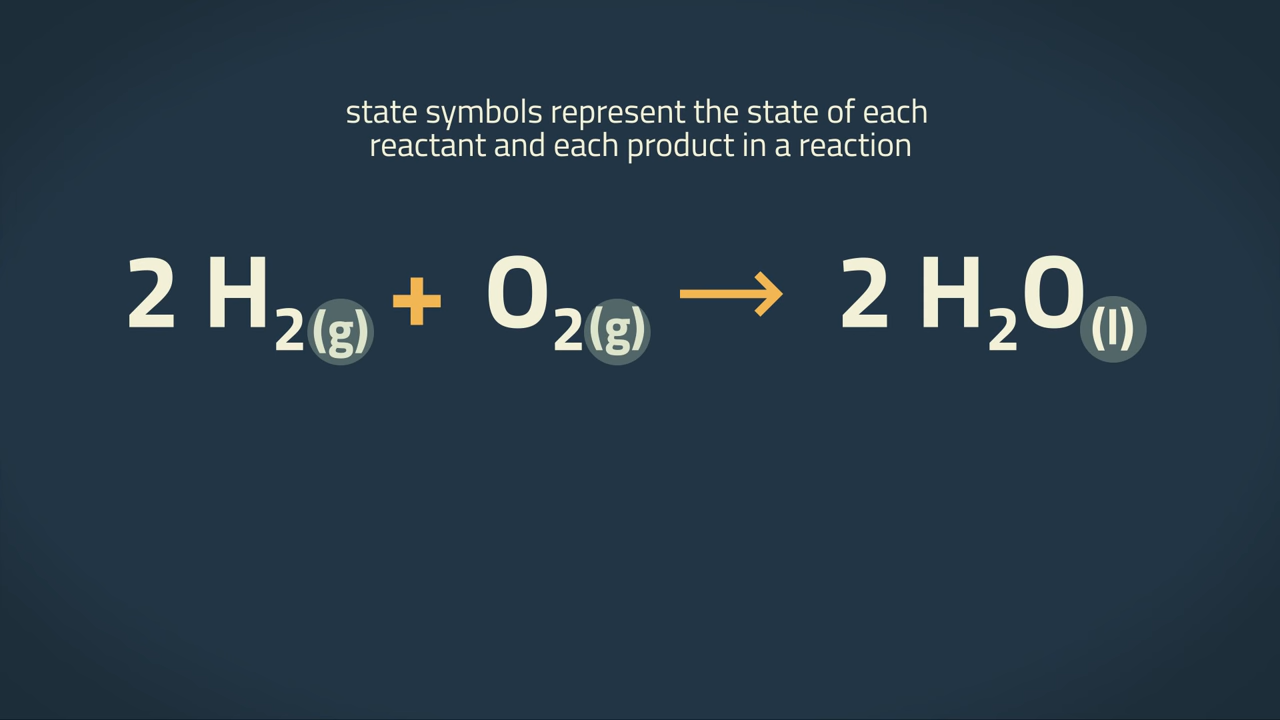 state symbols represent the state of each
reactant and each product in a reaction
2 H₂(g) + O₂(g) → 2 H₂O(l)